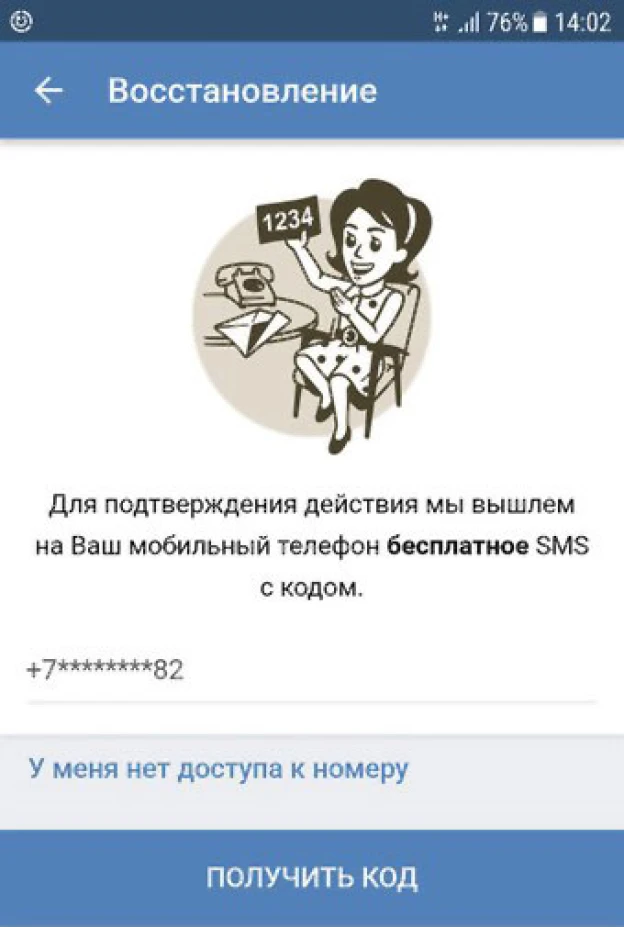 76% 14:02
Восстановление
1234
Для подтверждения действия мы вышлем
на Ваш мобильный телефон бесплатное SMS
с кодом.
+7********82
У меня нет доступа к номеру
ПОЛУЧИТЬ КОД